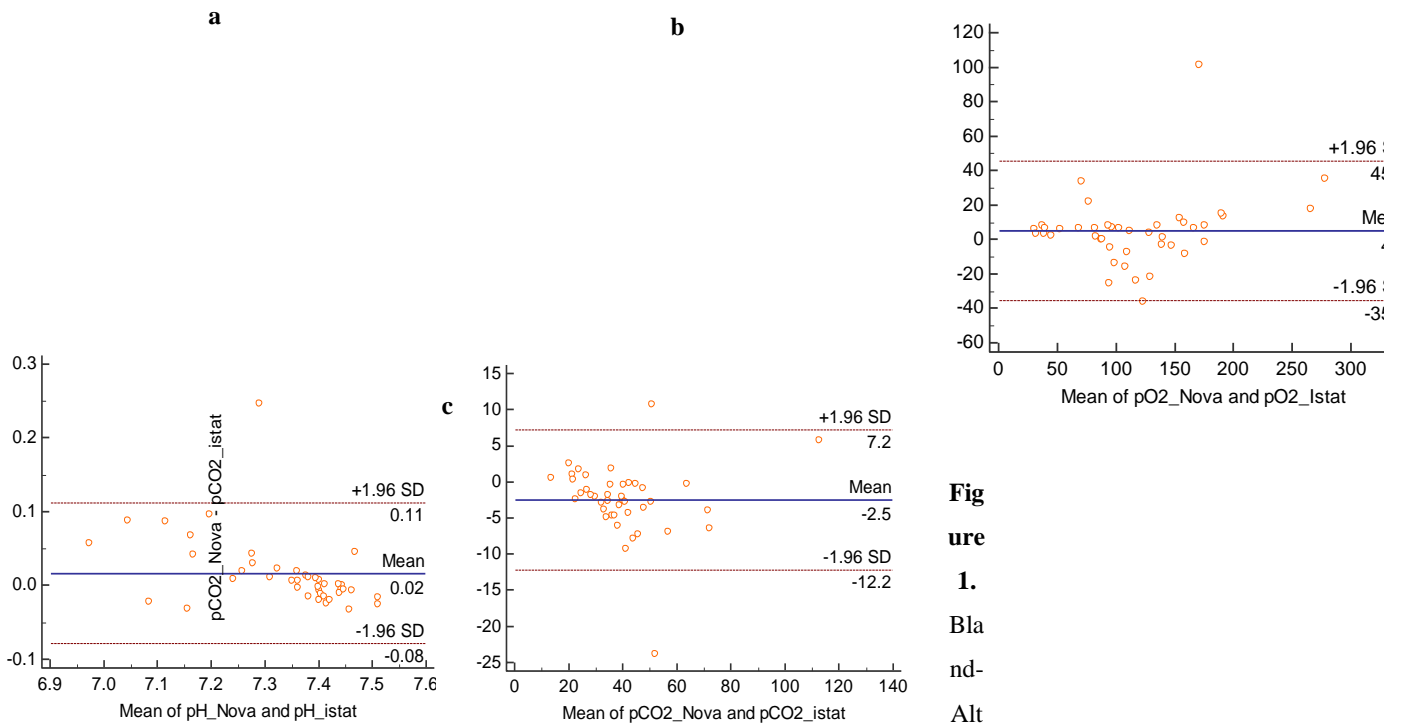 a
b
120
100
80
60
40
20
0
-20
-40
-60
+1.96 S
45
Me
4
-1.96 S
-35
0 50 100 150 200 250 300
Mean of pO2_Nova and pO2_Istat
0.3
0.2
0.1
0.0
-0.1
pCO2_Nova - pCO2_istat
+1.96 SD
0.11
Mean
0.02
-1.96 SD
-0.08
6.9 7.0 7.1 7.2 7.3 7.4 7.5 7.6
Mean of pH_Nova and pH_istat
c
15
10
5
0
-5
-10
-15
-20
-25
+1.96 SD
7.2
Mean
-2.5
-1.96 SD
-12.2
0 20 40 60 80 100 120 140
Mean of pCO2_Nova and pCO2_istat
Fig
ure
1.
Bla
nd-
Alt